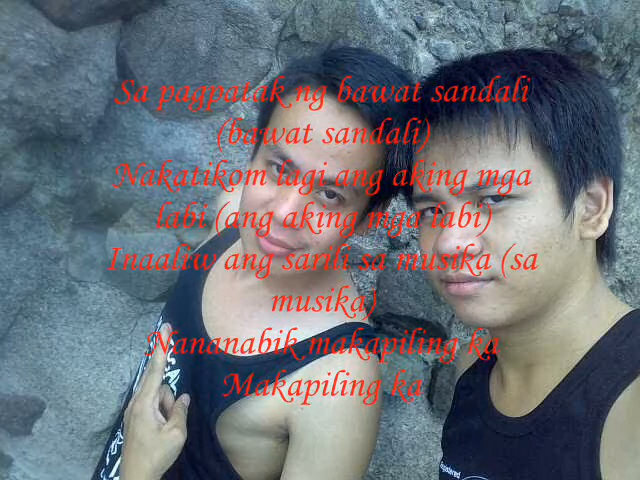 Sa pagpatak ng bawat sandali
(bawat sandali)
Nakatikom lagi ang aking mga
labi (ang aking mga labi)
Inaaliw ang sarili sa musika (sa
musika)
Nananabik makapiling ka
Makapiling ka